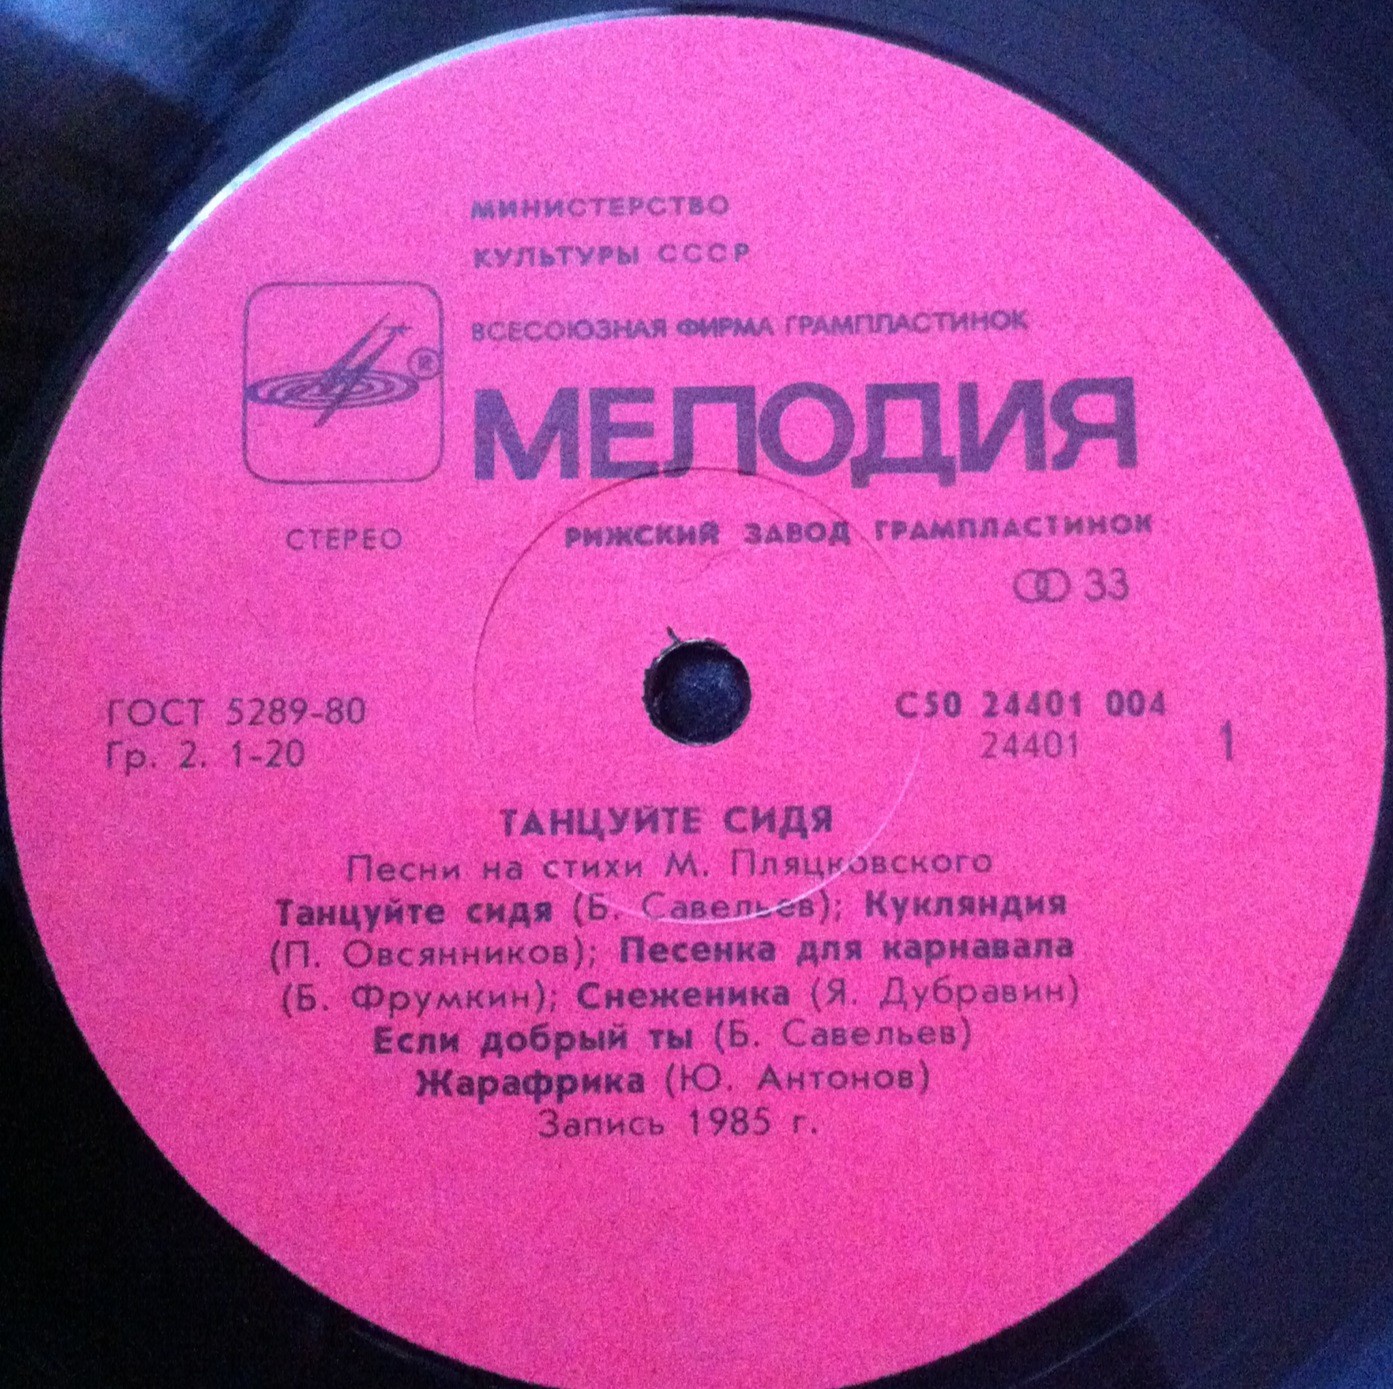 МИНИСТЕРСТВО
КУЛЬТУРЫ СССР
ВСЕСОЮЗНАЯ ФИРМА ГРАМПЛАСТИНОК
®
МЕЛОДИЯ
СТЕРЕО
РИЖСКИЙ ЗАВОД ГРАМПЛАСТИНОК
33
ГОСТ 5289-80
Гр. 2. 1-20
С50 24401 004
24401
1
ТАНЦУЙТЕ СИДЯ
Песни на стихи М. Пляцковского
Танцуйте сидя (Б. Савельев); Кукляндия
(П. Овсянников); Песенка для карнавала
(Б. Фрумкин); Снеженика (Я. Дубравин)
Если добрый ты (Б. Савельев)
Жарафрика (Ю. Антонов)
Запись 1985 г.